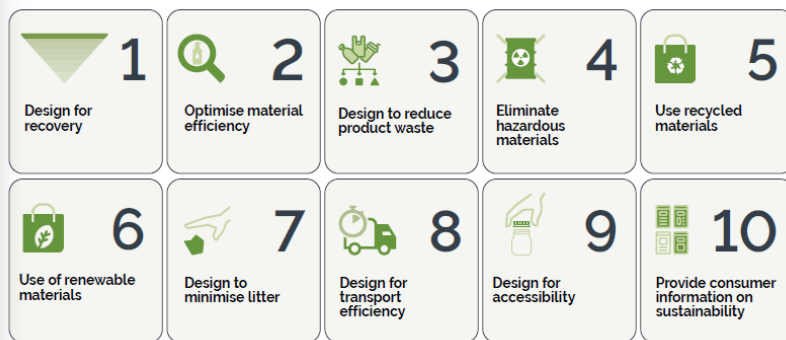 1
Design for
recovery
2
Optimise material
efficiency
3
Design to reduce
product waste
4
Eliminate
hazardous
materials
5
Use recycled
materials
6
Use of renewable
materials
7
Design to
minimise litter
8
Design for
transport
efficiency
9
Design for
accessibility
10
Provide consumer
information on
sustainability